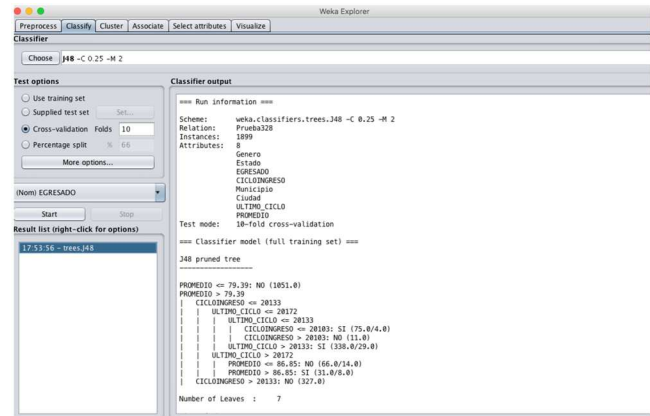 Weka Explorer
Preprocess Classify Cluster Associate Select attributes Visualize
Classifier
Choose J48 -C 0.25 -M 2
Test options
Use training set
Supplied test set Set...
Cross-validation Folds 10
Percentage split % 66
More options...
(Nom) EGRESADO
Start Stop
Result list (right-click for options)
17:53:56 - trees.J48
Classifier output
=== Run information ===
Scheme: weka.classifiers.trees.J48 -C 0.25 -M 2
Relation: Prueba328
Instances: 1899
Attributes: 8
Genero
Estado
EGRESADO
CICLOINGRESO
Municipio
Ciudad
ULTIMO_CICLO
PROMEDIO
Test mode: 10-fold cross-validation
=== Classifier model (full training set) ===
J48 pruned tree
------------------
PROMEDIO <= 79.39: NO (1051.0)
PROMEDIO > 79.39
| CICLOINGRESO <= 20133
| | ULTIMO_CICLO <= 20172
| | | ULTIMO_CICLO <= 20133
| | | | CICLOINGRESO <= 20103: SI (75.0/4.0)
| | | | CICLOINGRESO > 20103: NO (11.0)
| | | ULTIMO_CICLO > 20133: SI (338.0/29.0)
| | ULTIMO_CICLO > 20172
| | | PROMEDIO <= 86.85: NO (66.0/14.0)
| | | PROMEDIO > 86.85: SI (31.0/8.0)
| CICLOINGRESO > 20133: NO (327.0)
Number of Leaves : 7